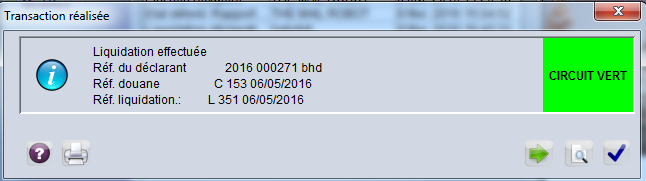 Transaction réalisée
Liquidation effectuée
Réf. du déclarant 2016 000271 bhd
Réf. douane C 153 06/05/2016
Réf. liquidation.: L 351 06/05/2016
CIRCUIT VERT